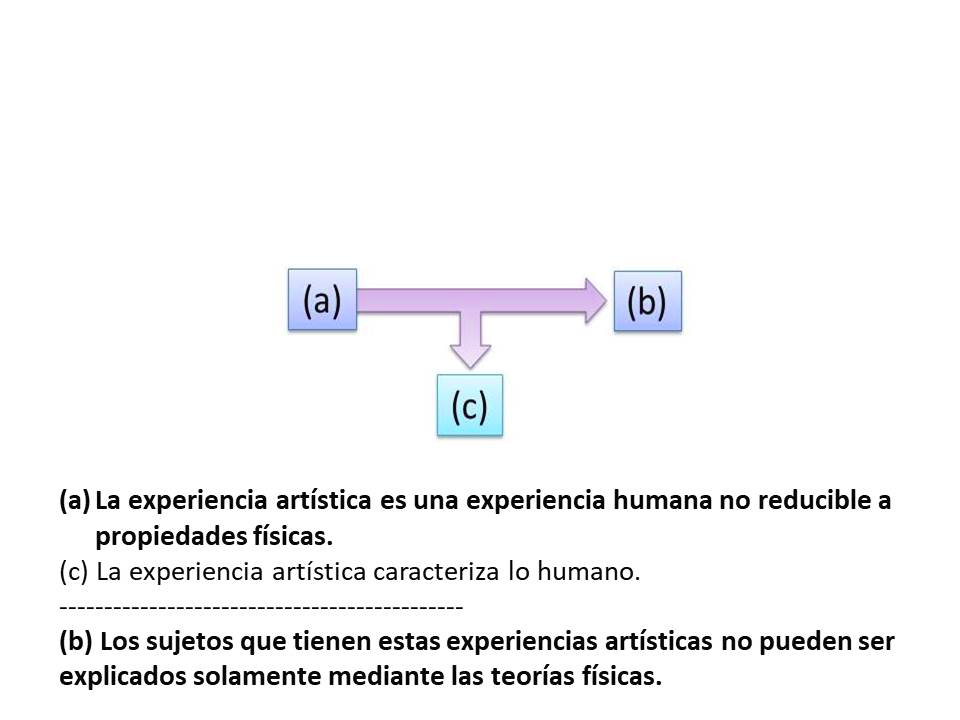 (a)
(b)
(c)
(a) La experiencia artística es una experiencia humana no reducible a
propiedades físicas.
(c) La experiencia artística caracteriza lo humano.
---------------------------------------------
(b) Los sujetos que tienen estas experiencias artísticas no pueden ser
explicados solamente mediante las teorías físicas.